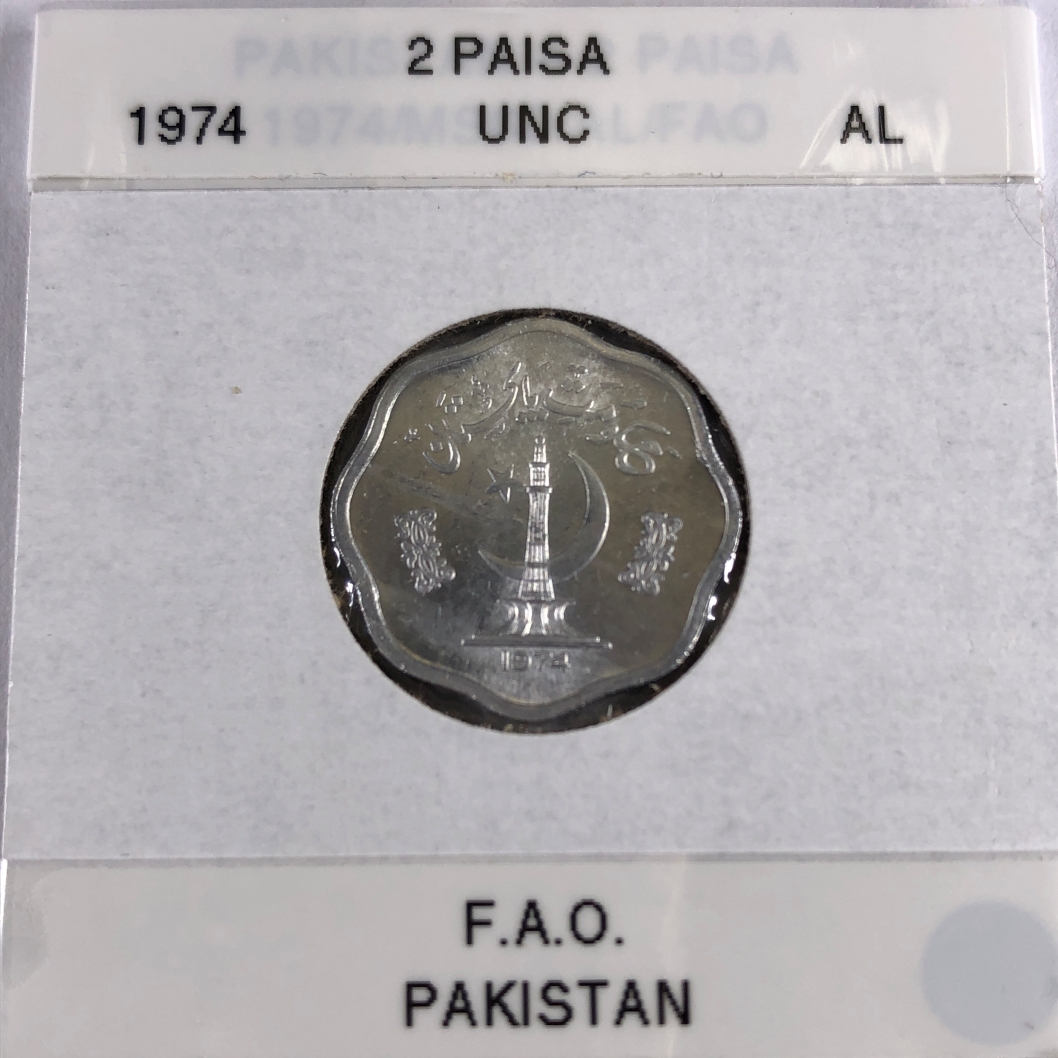 2 PAISA
1974 UNC AL
حکومت پاکستان
1974
F.A.O.
PAKISTAN